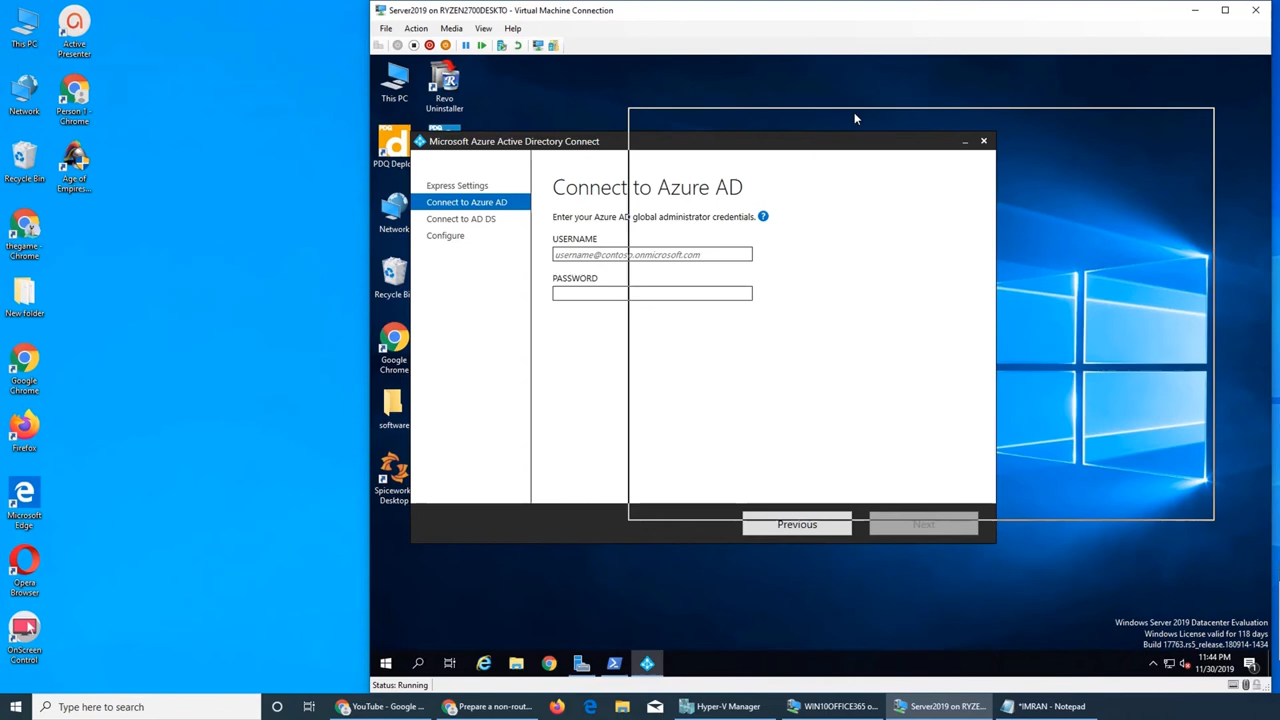 This PC
Active
Presenter
Network
Person 1 -
Chrome
Recycle Bin
Age of
Empires...
thegame -
Chrome
New folder
Google
Chrome
Firefox
Microsoft
Edge
Opera
Browser
OnScreen
Control
Server2019 on RYZEN2700DESKTO - Virtual Machine Connection
File Action Media View Help
This PC
Revo
Uninstaller
PDQ Deplo
Network
Recycle Bi
Google
Chrome
software
Spicework
Desktop
Microsoft Azure Active Directory Connect
Express Settings
Connect to Azure AD
Connect to AD DS
Configure
Connect to Azure AD
Enter your Azure AD global administrator credentials. ?
USERNAME
username@contoso.onmicrosoft.com
PASSWORD
Previous
Next
Windows Server 2019 Datacenter Evaluation
Windows License valid for 118 days
Build 17763.rs5_release.180914-1434
11:44 PM
11/30/2019
Status: Running
Type here to search
YouTube - Google ...
Prepare a non-rout...
Hyper-V Manager
WIN10OFFICE365 o...
Server2019 on RYZE...
*IMRAN - Notepad